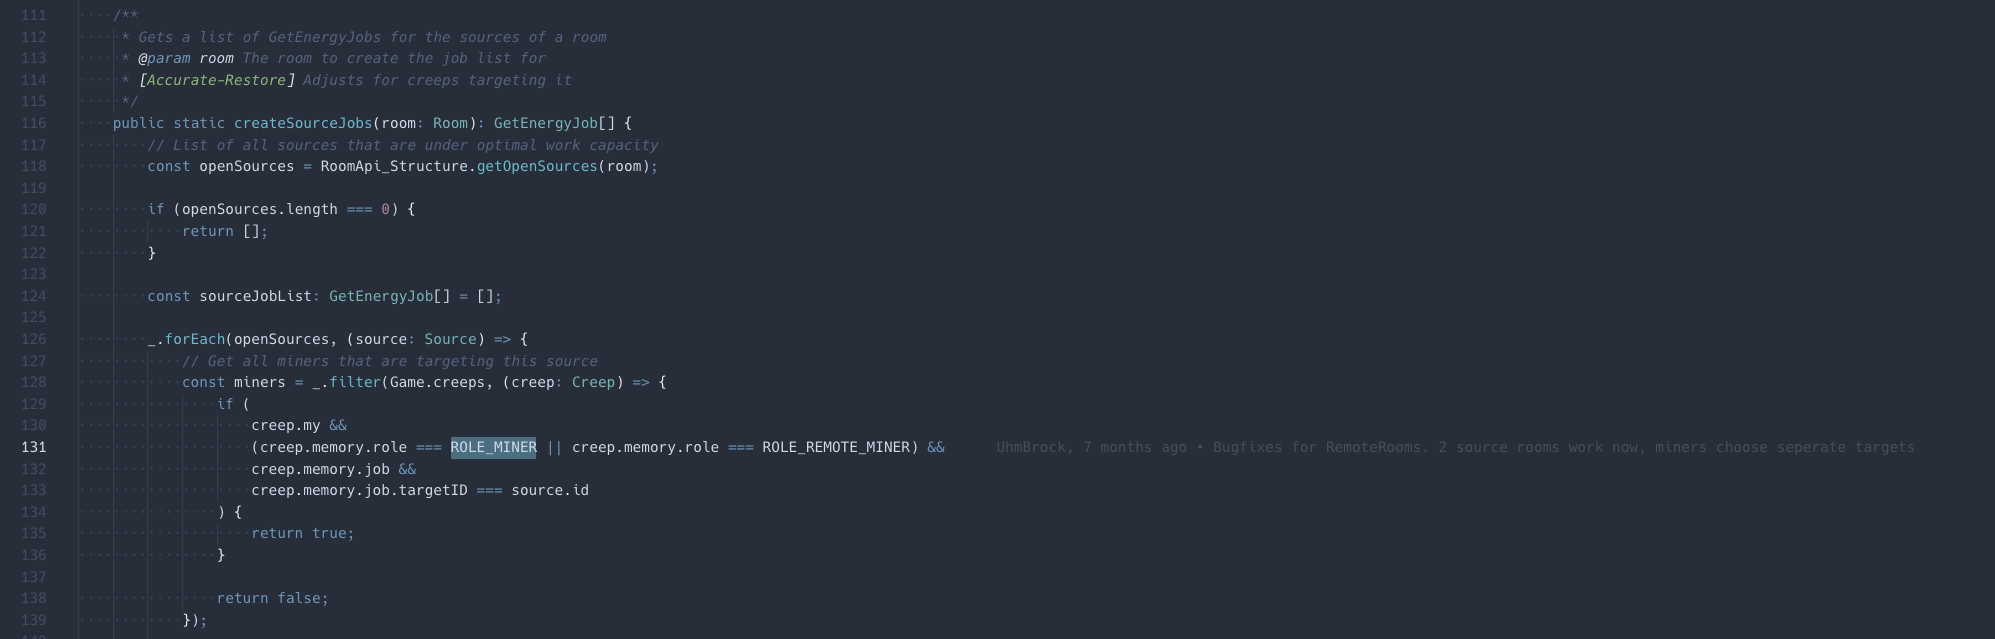 111 /**
112 * Gets a list of GetEnergyJobs for the sources of a room
113 * @param room The room to create the job list for
114 * [Accurate-Restore] Adjusts for creeps targeting it
115 */
116 public static createSourceJobs(room: Room): GetEnergyJob[] {
117 // List of all sources that are under optimal work capacity
118 const openSources = RoomApi_Structure.getOpenSources(room);
119
120 if (openSources.length === 0) {
121 return [];
122 }
123
124 const sourceJobList: GetEnergyJob[] = [];
125
126 _.forEach(openSources, (source: Source) => {
127 // Get all miners that are targeting this source
128 const miners = _.filter(Game.creeps, (creep: Creep) => {
129 if (
130 creep.my &&
131 (creep.memory.role === ROLE_MINER || creep.memory.role === ROLE_REMOTE_MINER) && UhmBrock, 7 months ago • Bugfixes for RemoteRooms. 2 source rooms work now, miners choose seperate targets
132 creep.memory.job &&
133 creep.memory.job.targetID === source.id
134 ) {
135 return true;
136 }
137
138 return false;
139 });